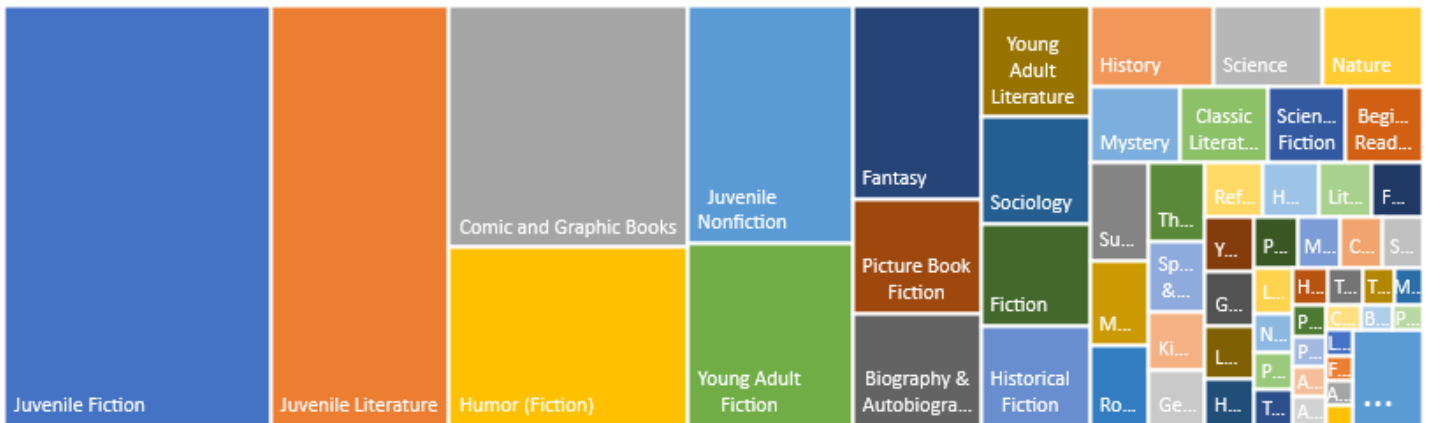 Juvenile Fiction
Juvenile Literature
Comic and Graphic Books
Humor (Fiction)
Juvenile
Nonfiction
Young Adult
Fiction
Fantasy
Picture Book
Fiction
Biography &
Autobiogra...
Young
Adult
Literature
Sociology
Fiction
Historical
Fiction
History
Science
Nature
Mystery
Classic
Literat...
Scien...
Fiction
Begi...
Read...
Su...
M...
Ro...
Th...
Sp...
&...
Ki...
Ge...
Ref...
H...
Lit...
F...
Y...
G...
L...
H...
P...
M...
C...
S...
L...
N...
P...
T...
H...
T...
T...
M...
P...
C...
B...
P...
P...
A...
A...
L...
F...
A...
...